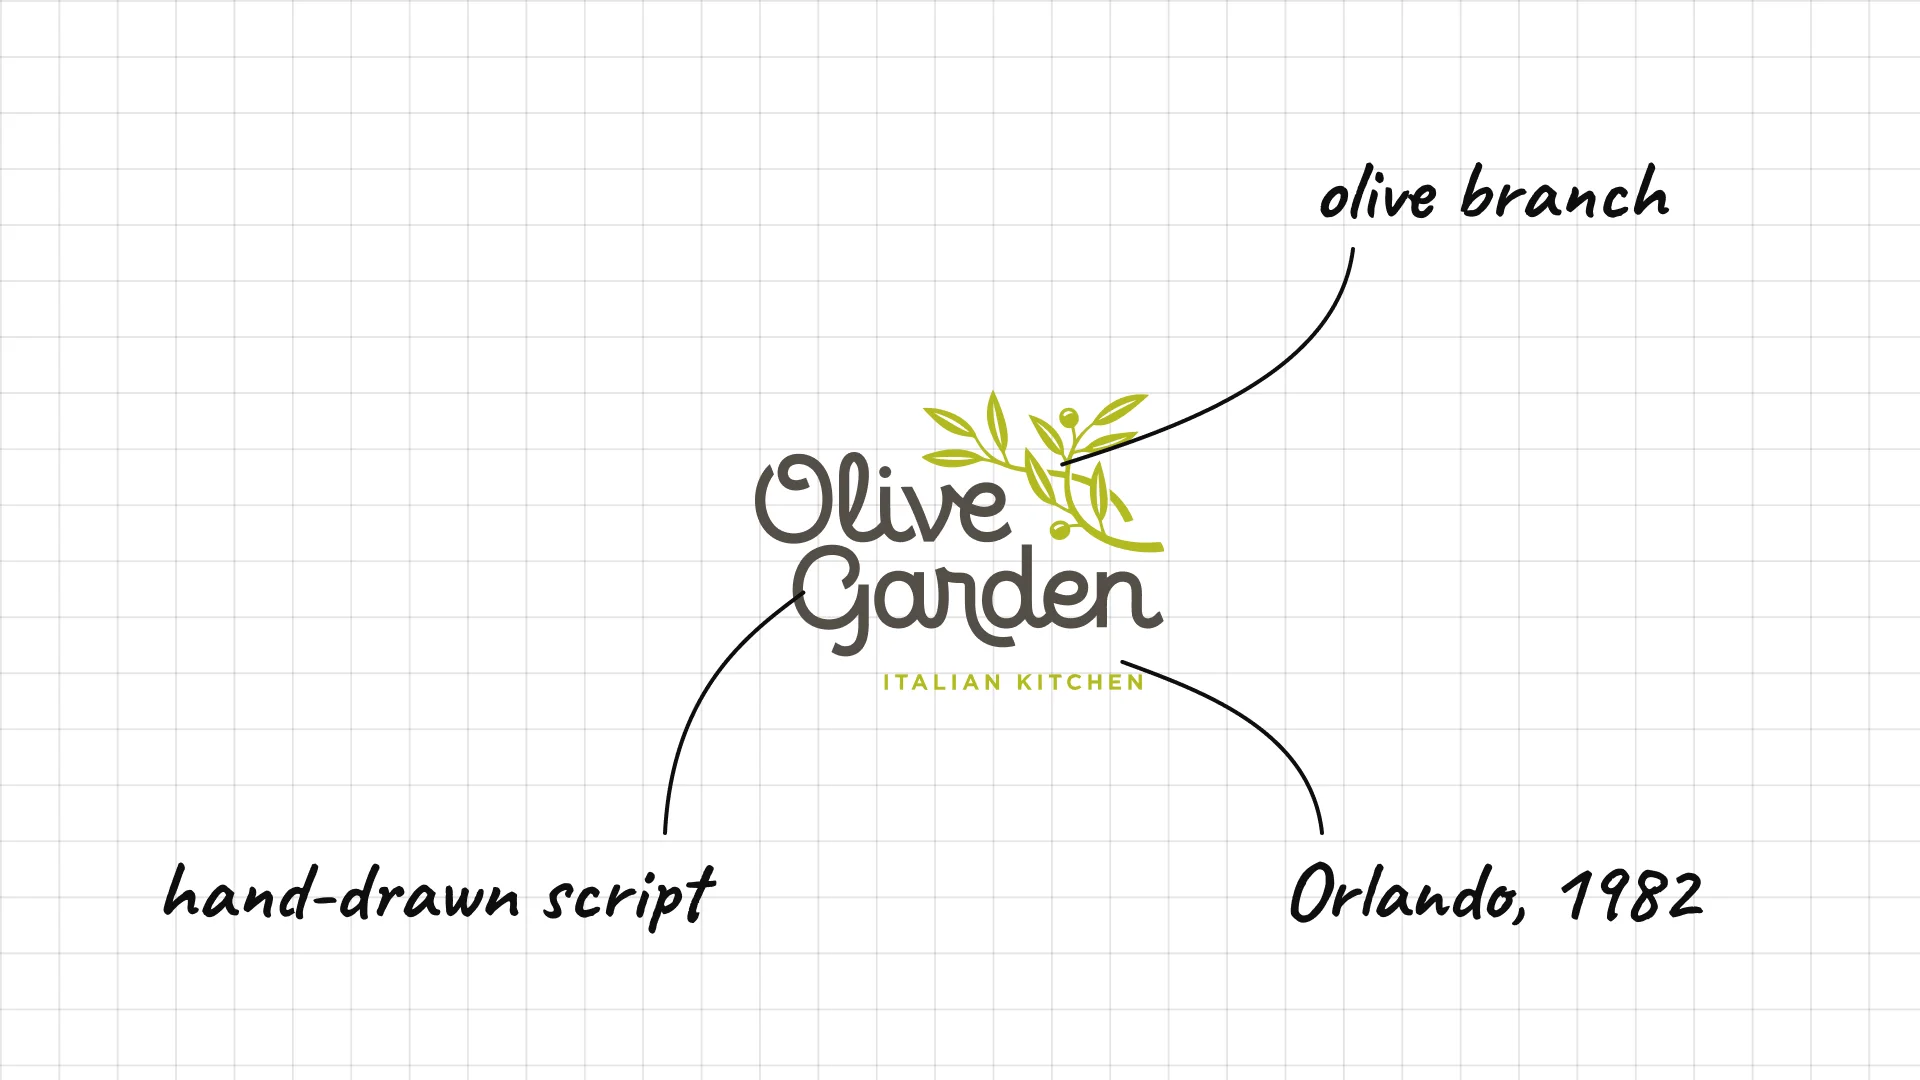 olive branch
Olive
Garden
ITALIAN KITCHEN
hand-drawn script
Orlando, 1982